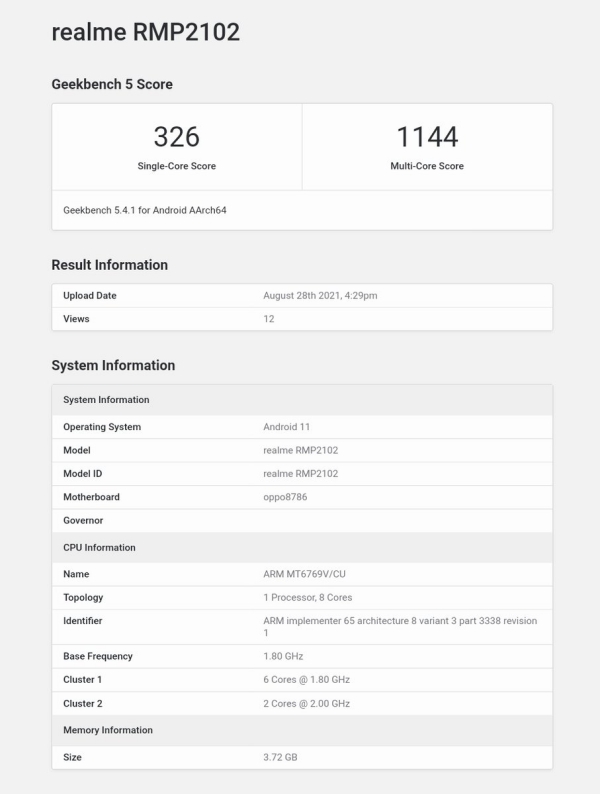 realme RMP2102
Geekbench 5 Score
326
1144
Single-Core Score
Multi-Core Score
Geekbench 5.4.1 for Android AArch64
Result Information
Upload Date August 28th 2021, 4:29pm
Views 12
System Information
System Information
Operating System Android 11
Model realme RMP2102
Model ID realme RMP2102
Motherboard oppo8786
Governor
CPU Information
Name ARM MT6769V/CU
Topology 1 Processor, 8 Cores
Identifier ARM implementer 65 architecture 8 variant 3 part 3338 revision
1
Base Frequency 1.80 GHz
Cluster 1 6 Cores @ 1.80 GHz
Cluster 2 2 Cores @ 2.00 GHz
Memory Information
Size 3.72 GB